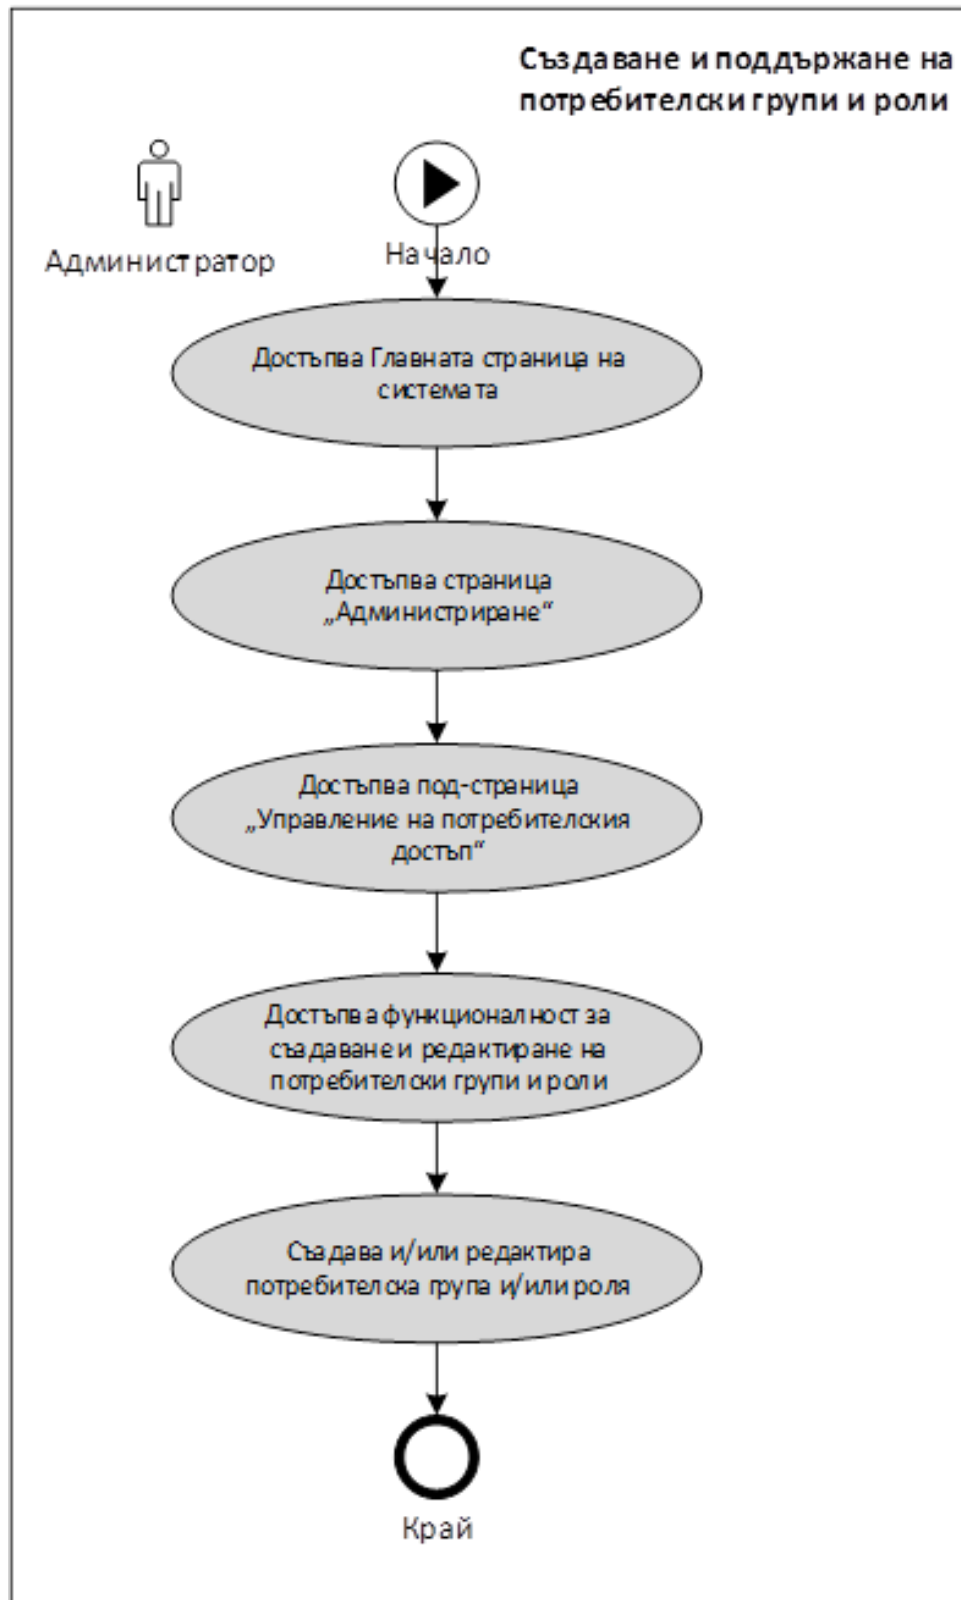 Създаване и поддържане на
потребителски групи и роли
Администратор
Начало
Достъпва Главната страница на
системата
Достъпва страница
„Администриране“
Достъпва под-страница
„Управление на потребителския
достъп“
Достъпва функционалност за
създаване и редактиране на
потребителски групи и роли
Създава и/или редактира
потребителска група и/или роля
Край